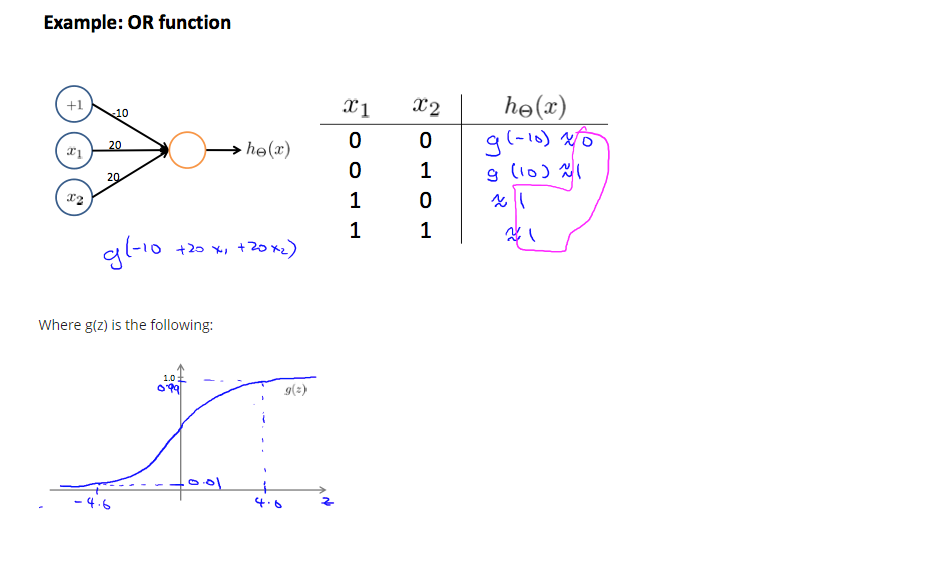 Example: OR function
+1
-10
x₁ x₂ hΘ(x)
x₁ 20 → hΘ(x)
0 0 g(-10) ≈ 0
20
0 1 g(10) ≈ 1
x₂
1 0 ≈ 1
1 1 ≈ 1
g(-10 +20 x₁ +20 x₂)
Where g(z) is the following:
1.0
0.99
g(z)
0.01
-4.6
4.6
z